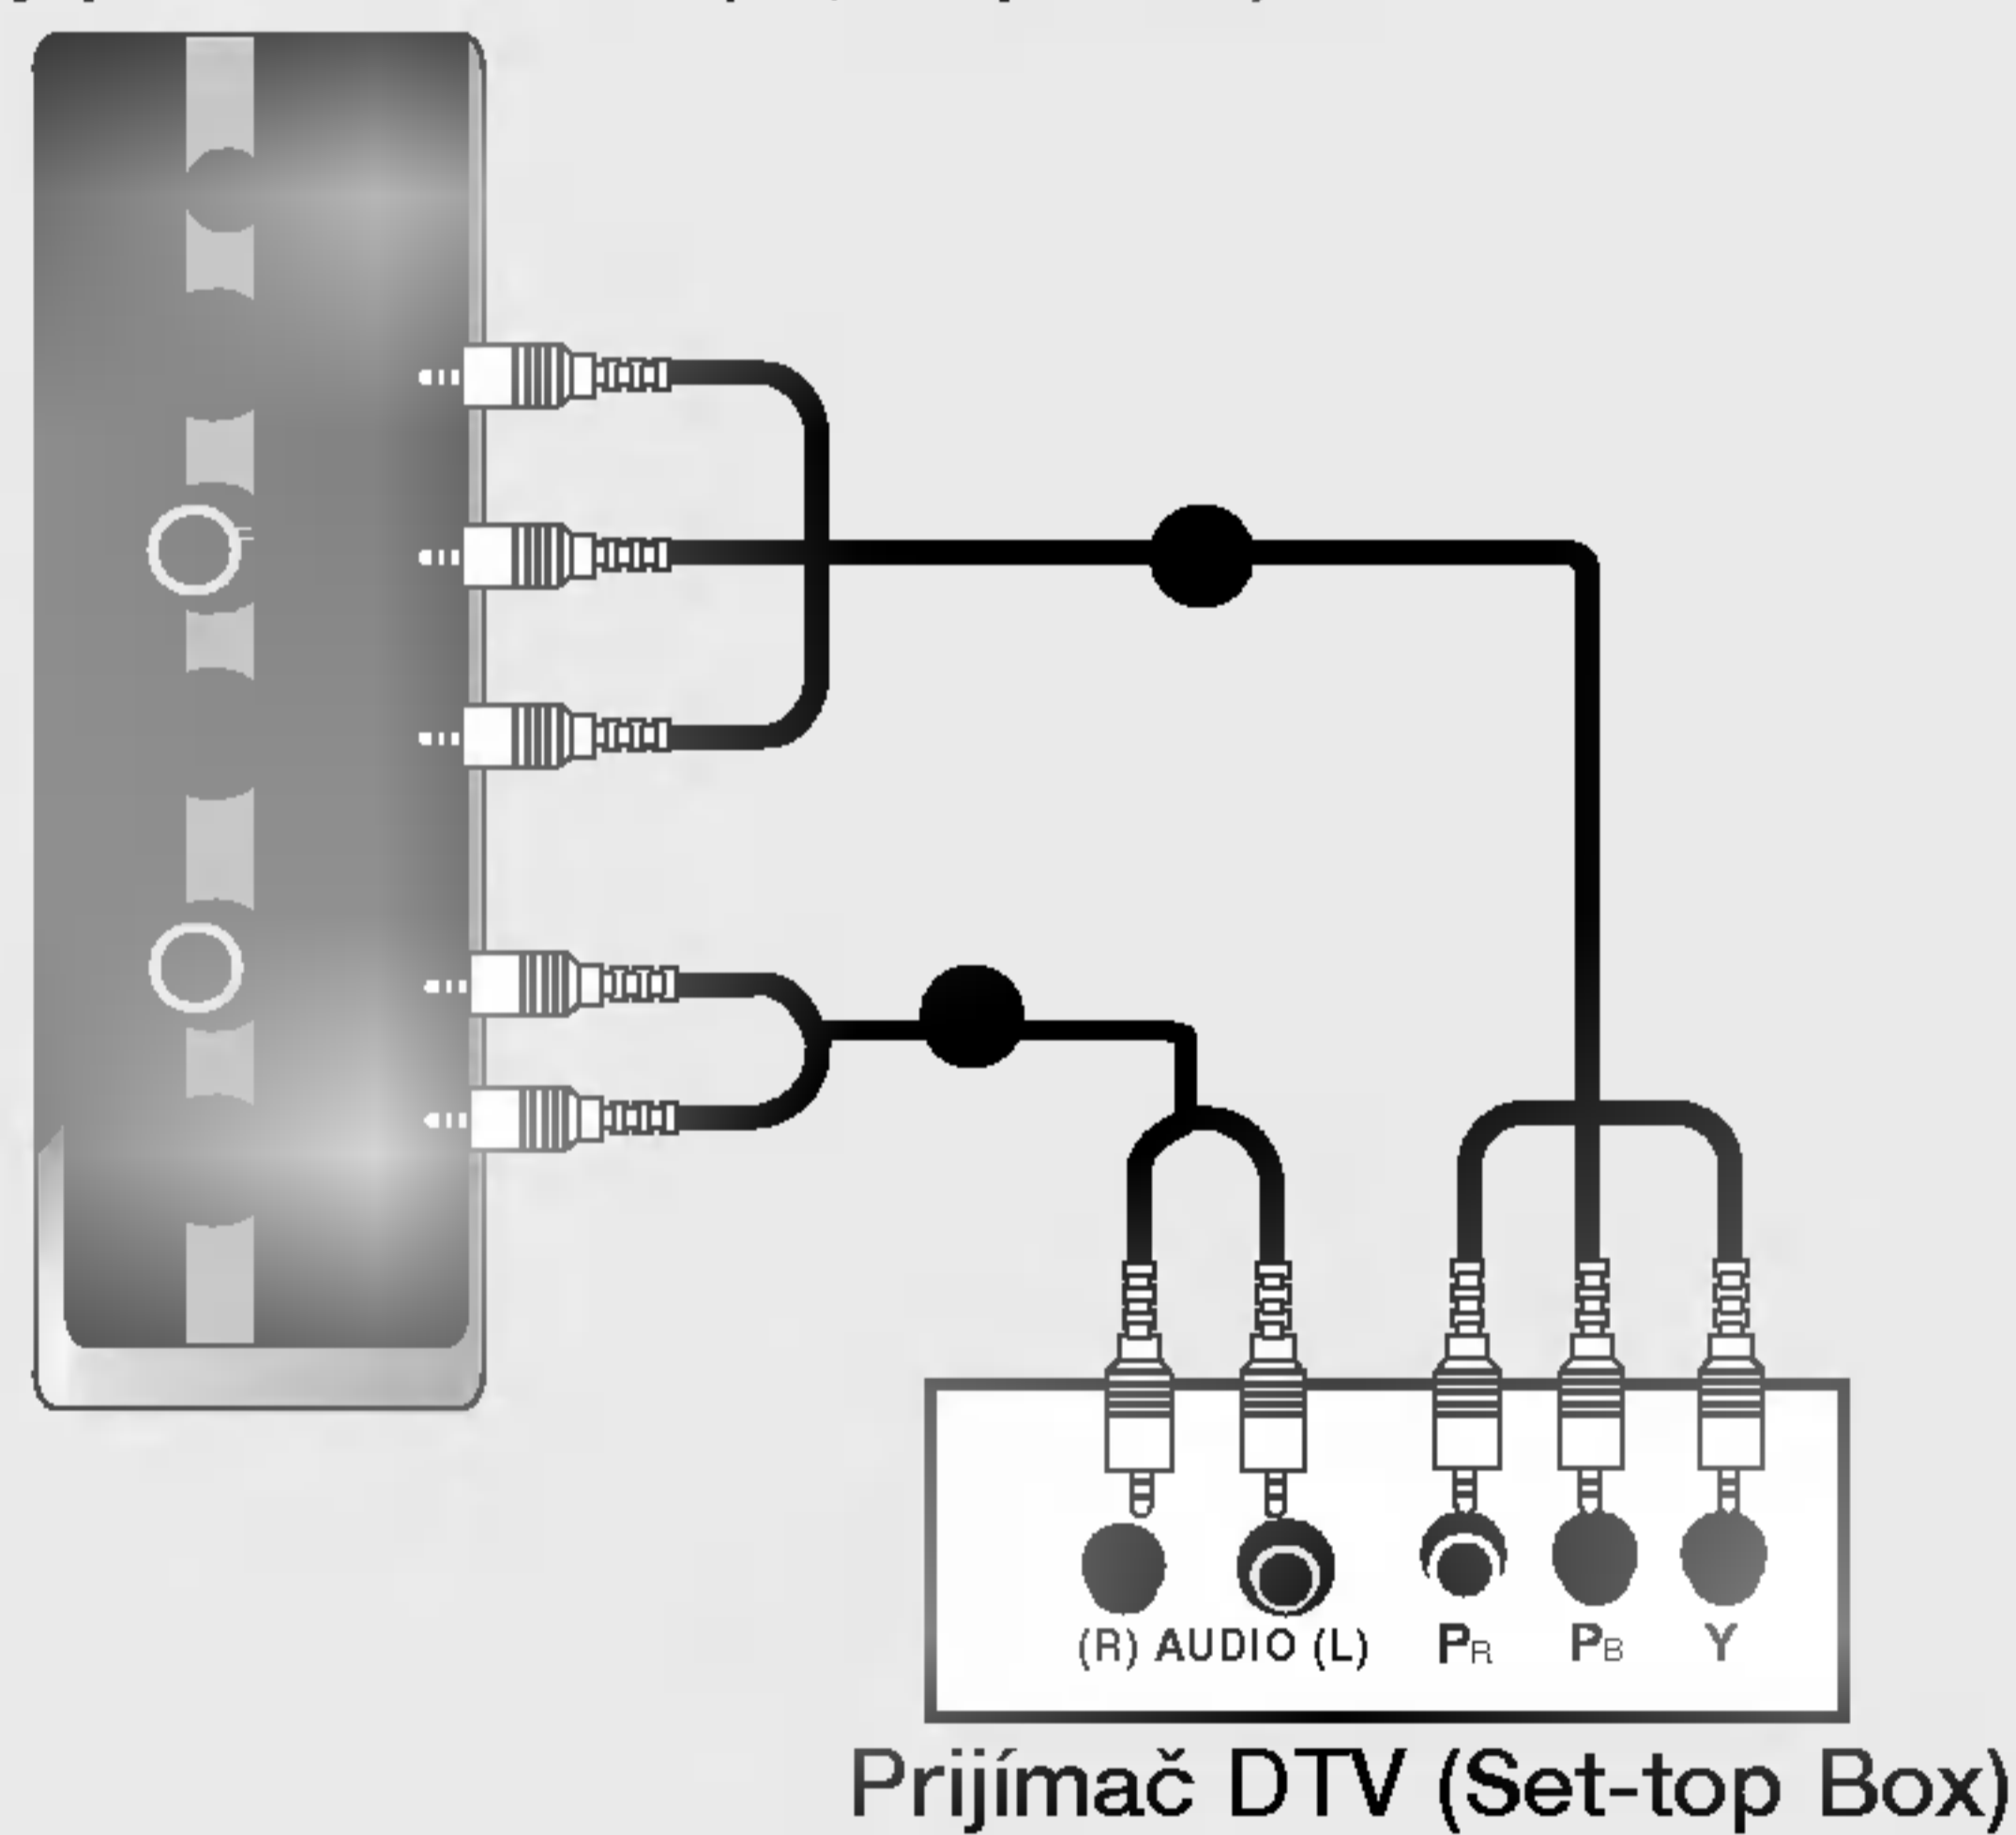 (R) AUDIO (L) PR PB Y
Prijímač DTV (Set-top Box)